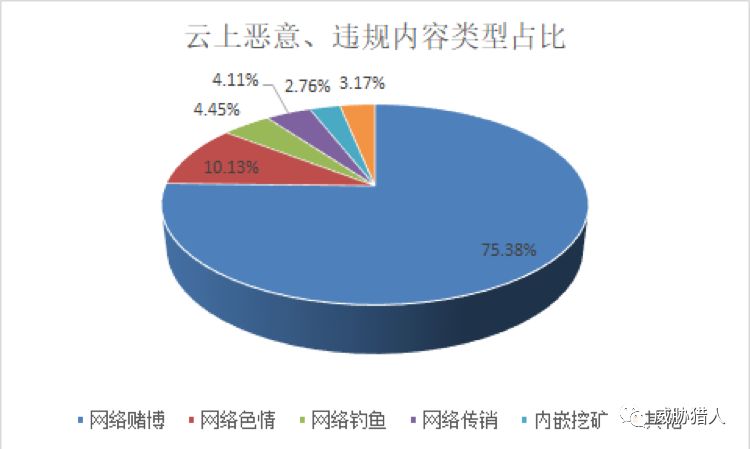 云上恶意、违规内容类型占比
4.11%
2.76%
3.17%
4.45%
10.13%
75.38%
网络赌博 网络色情 网络钓鱼 网络传销 内嵌挖矿 其他
威胁猎人